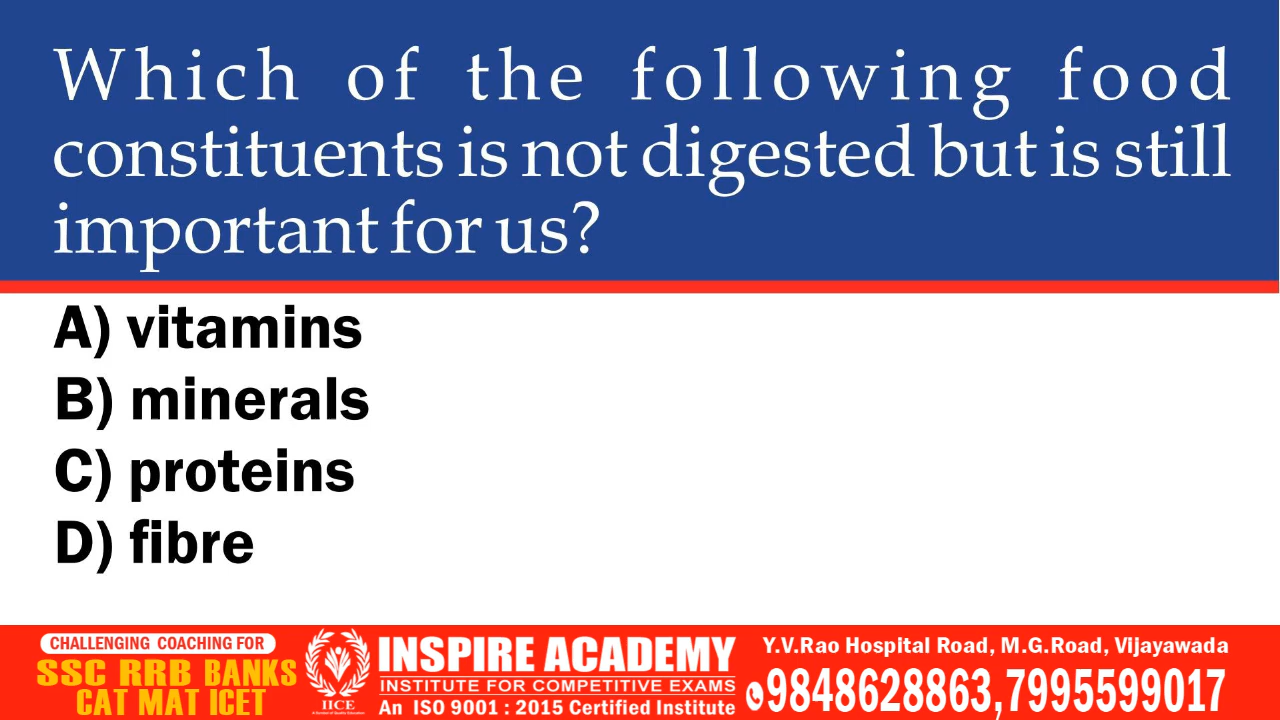 Which of the following food
constituents is not digested but is still
important for us?
A) vitamins
B) minerals
C) proteins
D) fibre
CHALLENGING COACHING FOR
SSC RRB BANKS
CAT MAT ICET
IICE
INSPIRE ACADEMY
INSTITUTE FOR COMPETITIVE EXAMS
An ISO 9001 : 2015 Certified Institute
Y.V.Rao Hospital Road, M.G.Road, Vijayawada
9848628863,7995599017